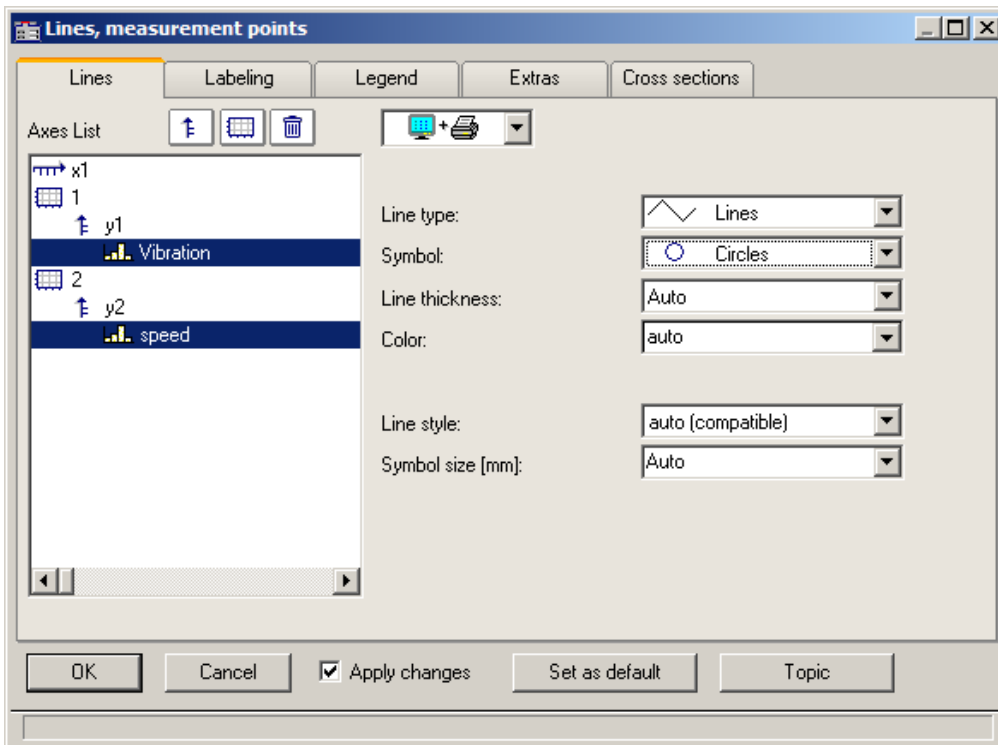 Lines, measurement points
Lines Labeling Legend Extras Cross sections
Axes List
x1
1
y1
Vibration
2
y2
speed
Line type: Lines
Symbol: Circles
Line thickness: Auto
Color: auto
Line style: auto (compatible)
Symbol size [mm]: Auto
OK Cancel Apply changes Set as default Topic